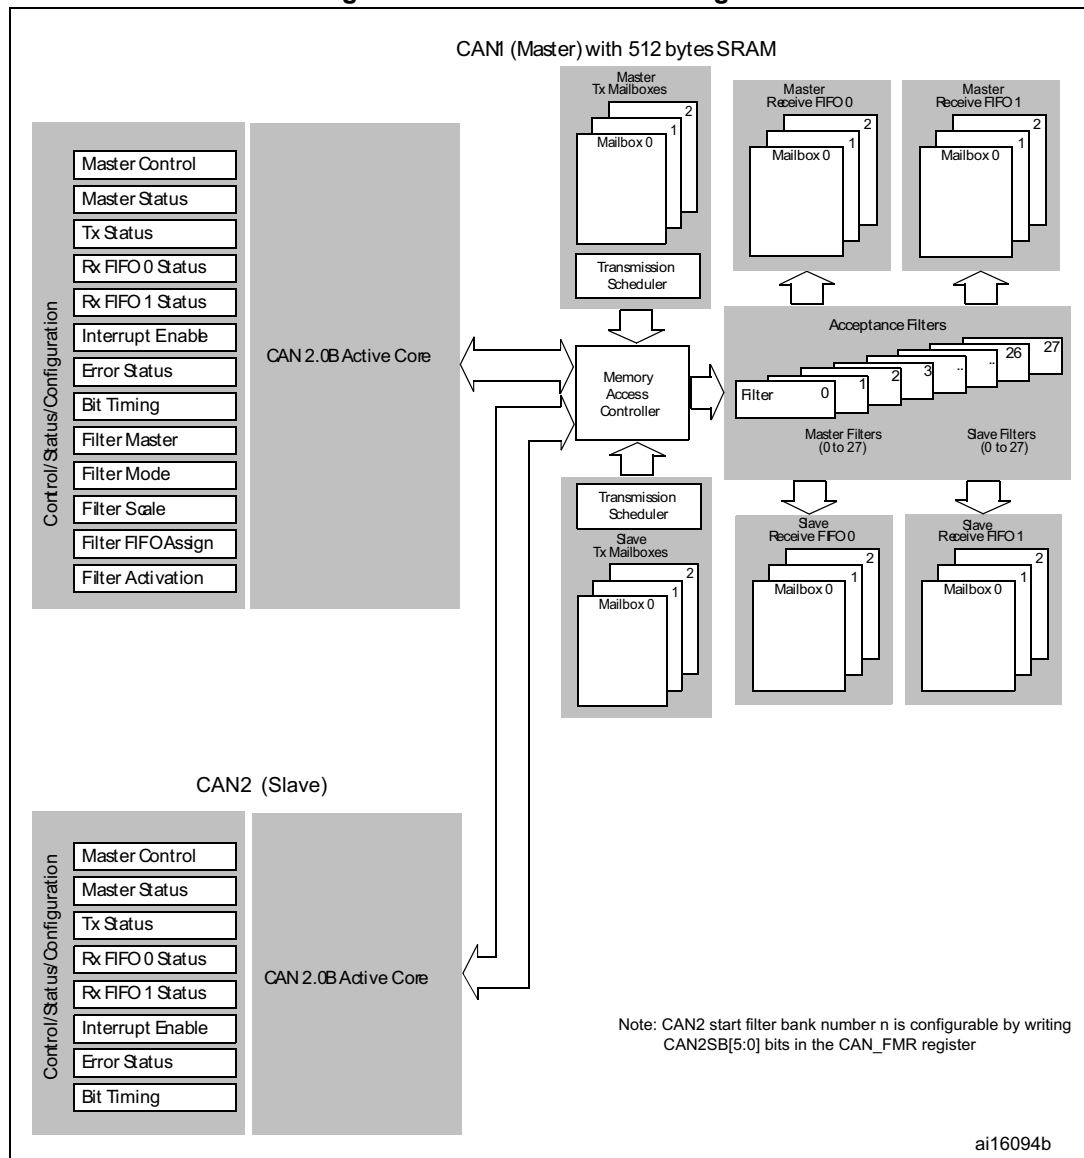 CAN1 (Master) with 512 bytes SRAM
Master
Tx Mailboxes
2
1
Mailbox 0
Transmission
Scheduler
Master
Receive FIFO 0
2
1
Mailbox 0
Master
Receive FIFO 1
2
1
Mailbox 0
Control/Status/Configuration
Master Control
Master Status
Tx Status
Rx FIFO 0 Status
Rx FIFO 1 Status
Interrupt Enable
Error Status
Bit Timing
Filter Master
Filter Mode
Filter Scale
Filter FIFO Assign
Filter Activation
CAN 2.0B Active Core
Memory
Access
Controller
Acceptance Filters
Filter 0 1 2 3 .. .. 26 27
Master Filters
(0 to 27)
Slave Filters
(0 to 27)
Transmission
Scheduler
Slave
Tx Mailboxes
2
1
Mailbox 0
Slave
Receive FIFO 0
2
1
Mailbox 0
Slave
Receive FIFO 1
2
1
Mailbox 0
CAN2 (Slave)
Control/Status/Configuration
Master Control
Master Status
Tx Status
Rx FIFO 0 Status
Rx FIFO 1 Status
Interrupt Enable
Error Status
Bit Timing
CAN 2.0B Active Core
Note: CAN2 start filter bank number n is configurable by writing
CAN2SB[5:0] bits in the CAN_FMR register
ai16094b